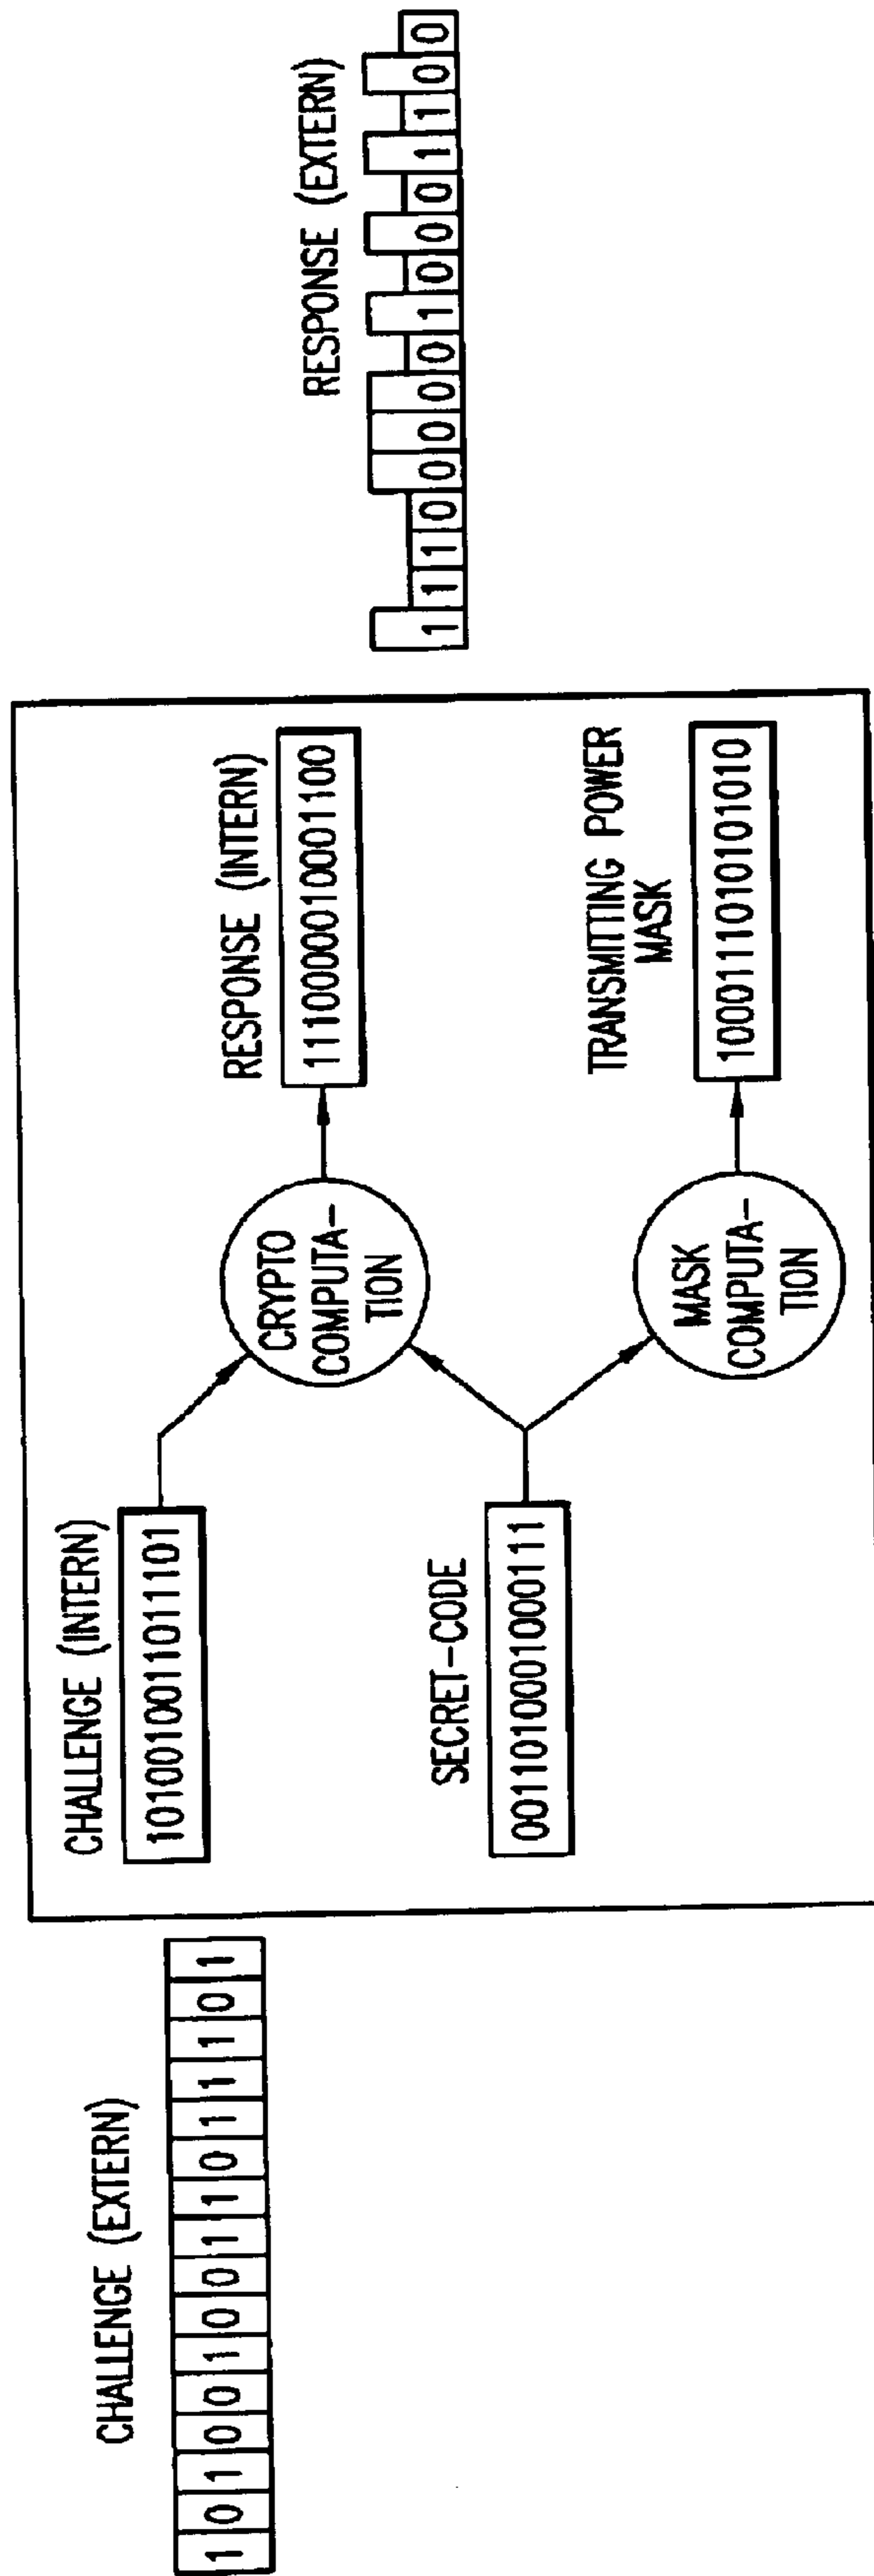 CHALLENGE (EXTERN)
1 0 1 0 0 1 0 0 1 1 0 1 1 1 0 1
CHALLENGE (INTERN)
1010010011011101
SECRET-CODE
0011010001000111
CRYPTO
COMPUTA-
TION
MASK
COMPUTA-
TION
RESPONSE (INTERN)
1110000010001100
TRANSMITTING POWER
MASK
1000111010101010
RESPONSE (EXTERN)
1 1 1 0 0 0 0 0 1 0 0 0 1 1 0 0